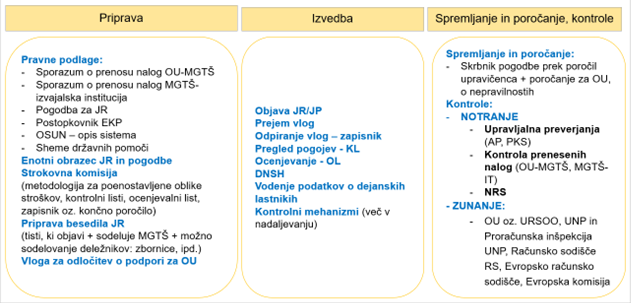 Priprava
Pravne podlage:
- Sporazum o prenosu nalog OU-MGTŠ
- Sporazum o prenosu nalog MGTŠ-
izvajalska institucija
- Pogodba za JR
- Postopkovnik EKP
- OSUN – opis sistema
- Sheme državnih pomoči
Enotni obrazec JR in pogodbe
Strokovna komisija
(metodologija za poenostavljene oblike
stroškov, kontrolni listi, ocenjevalni list,
zapisnik oz. končno poročilo)
Priprava besedila JR
(tisti, ki objavi + sodeluje MGTŠ + možno
sodelovanje deležnikov: zbornice, ipd.)
Vloga za odločitev o podpori za OU
Izvedba
Objava JR/JP
Prejem vlog
Odpiranje vlog – zapisnik
Pregled pogojev - KL
Ocenjevanje - OL
DNSH
Vodenje podatkov o dejanskih
lastnikih
Kontrolni mehanizmi (več v
nadaljevanju)
Spremljanje in poročanje, kontrole
Spremljanje in poročanje:
- Skrbnik pogodbe prek poročil
upravičenca + poročanje za OU,
o nepravilnosti
Kontrole:
- NOTRANJE
- Upravljalna preverjanja
(AP, PKS)
- Kontrola prenesenih
nalog (OU-MGTŠ, MGTŠ-
IT)
- NRS
- ZUNANJE:
- OU oz. URSOO, UNP in
Proračunska inšpekcija
UNP, Računsko sodišče
RS, Evropsko računsko
sodišče, Evropska komisija